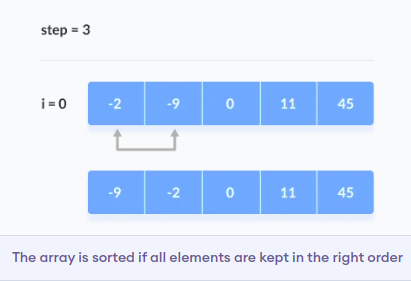 step = 3
i = 0 -2 -9 0 11 45
-9 -2 0 11 45
The array is sorted if all elements are kept in the right order